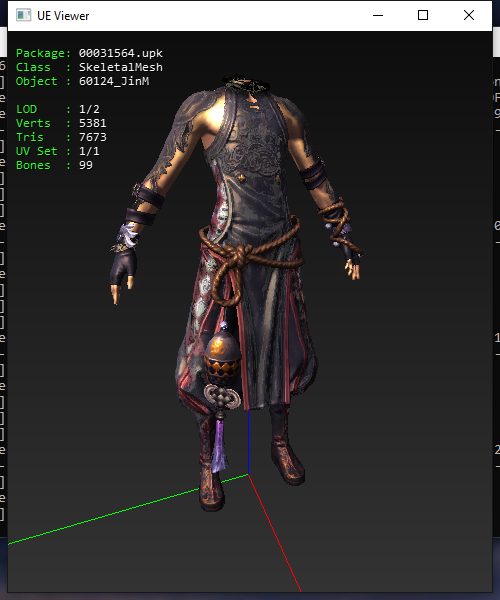 UE Viewer
Package: 00031564.upk
Class : SkeletalMesh
Object : 60124_JinM
LOD : 1/2
Verts : 5381
Tris : 7673
UV Set : 1/1
Bones : 99